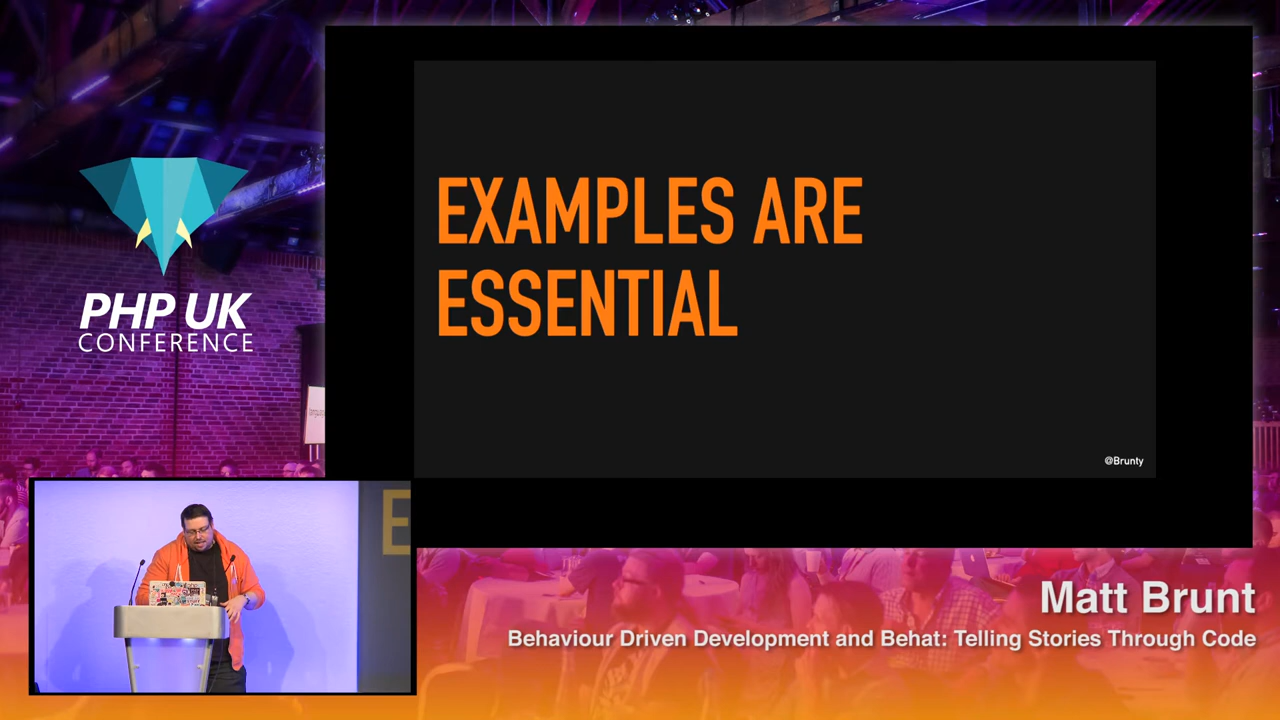 EXAMPLES ARE
ESSENTIAL
@Brunty
PHP UK
CONFERENCE
E
Matt Brunt
Behaviour Driven Development and Behat: Telling Stories Through Code